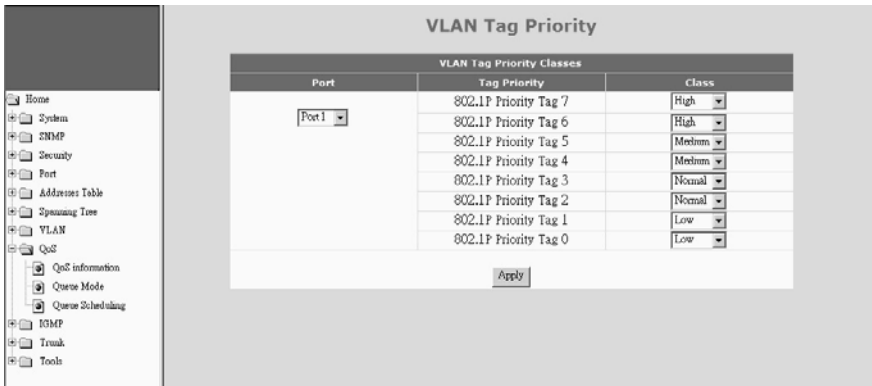 VLAN Tag Priority
VLAN Tag Priority Classes
Port Tag Priority Class
Port 1
802.1P Priority Tag 7 High
802.1P Priority Tag 6 High
802.1P Priority Tag 5 Medium
802.1P Priority Tag 4 Medium
802.1P Priority Tag 3 Normal
802.1P Priority Tag 2 Normal
802.1P Priority Tag 1 Low
802.1P Priority Tag 0 Low
Apply
Home
System
SNMP
Security
Port
Addresses Table
Spanning Tree
VLAN
QoS
QoS information
Queue Mode
Queue Scheduling
IGMP
Trunk
Tools